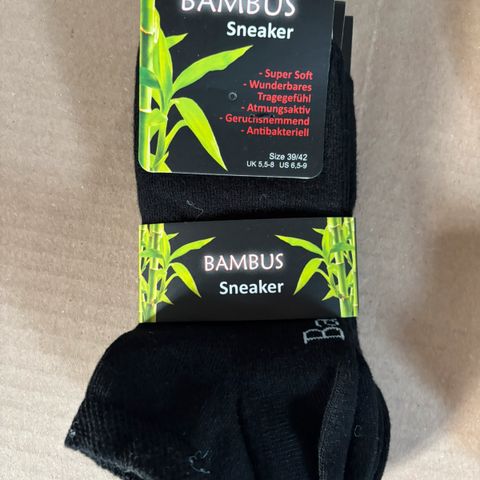 BAMBUS
Sneaker
- Super Soft
- Wunderbares
Tragegefühl
- Atmungsaktiv
- Geruchshemmend
- Antibakteriell
Size 39/42
UK 5,5-8 US 6,5-9
BAMBUS
Sneaker
Ba